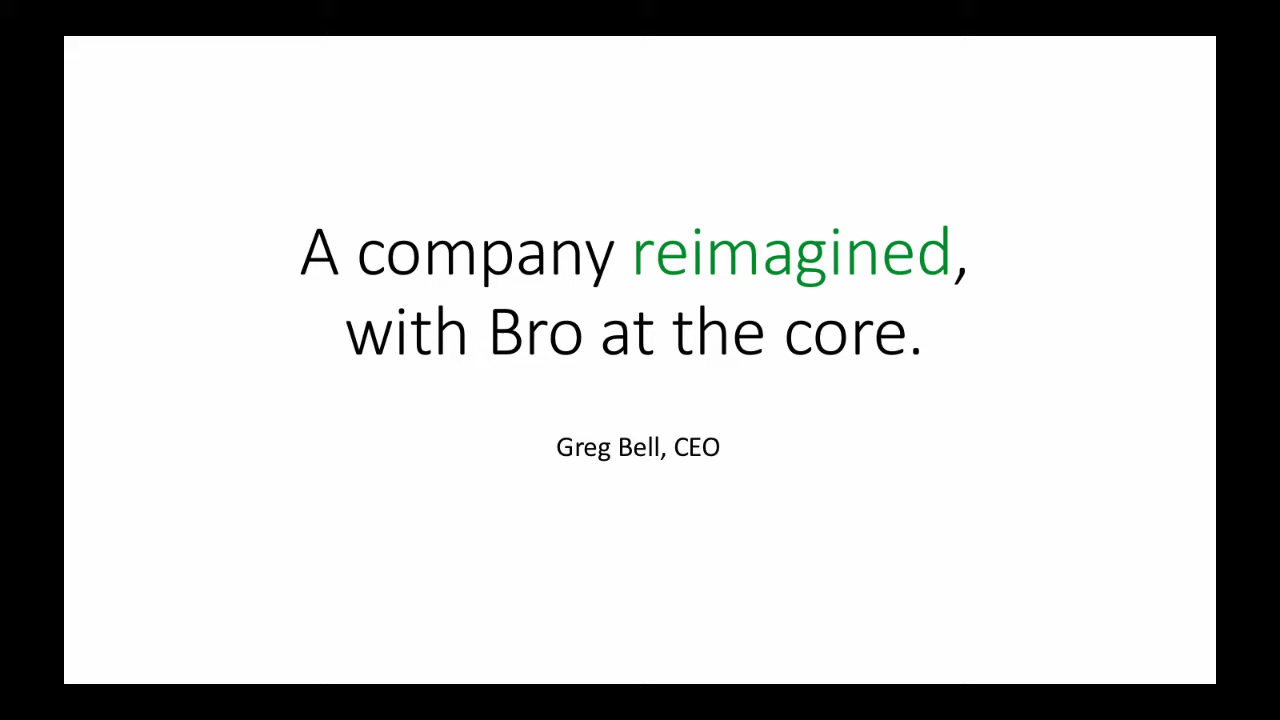 A company reimagined,
with Bro at the core.
Greg Bell, CEO